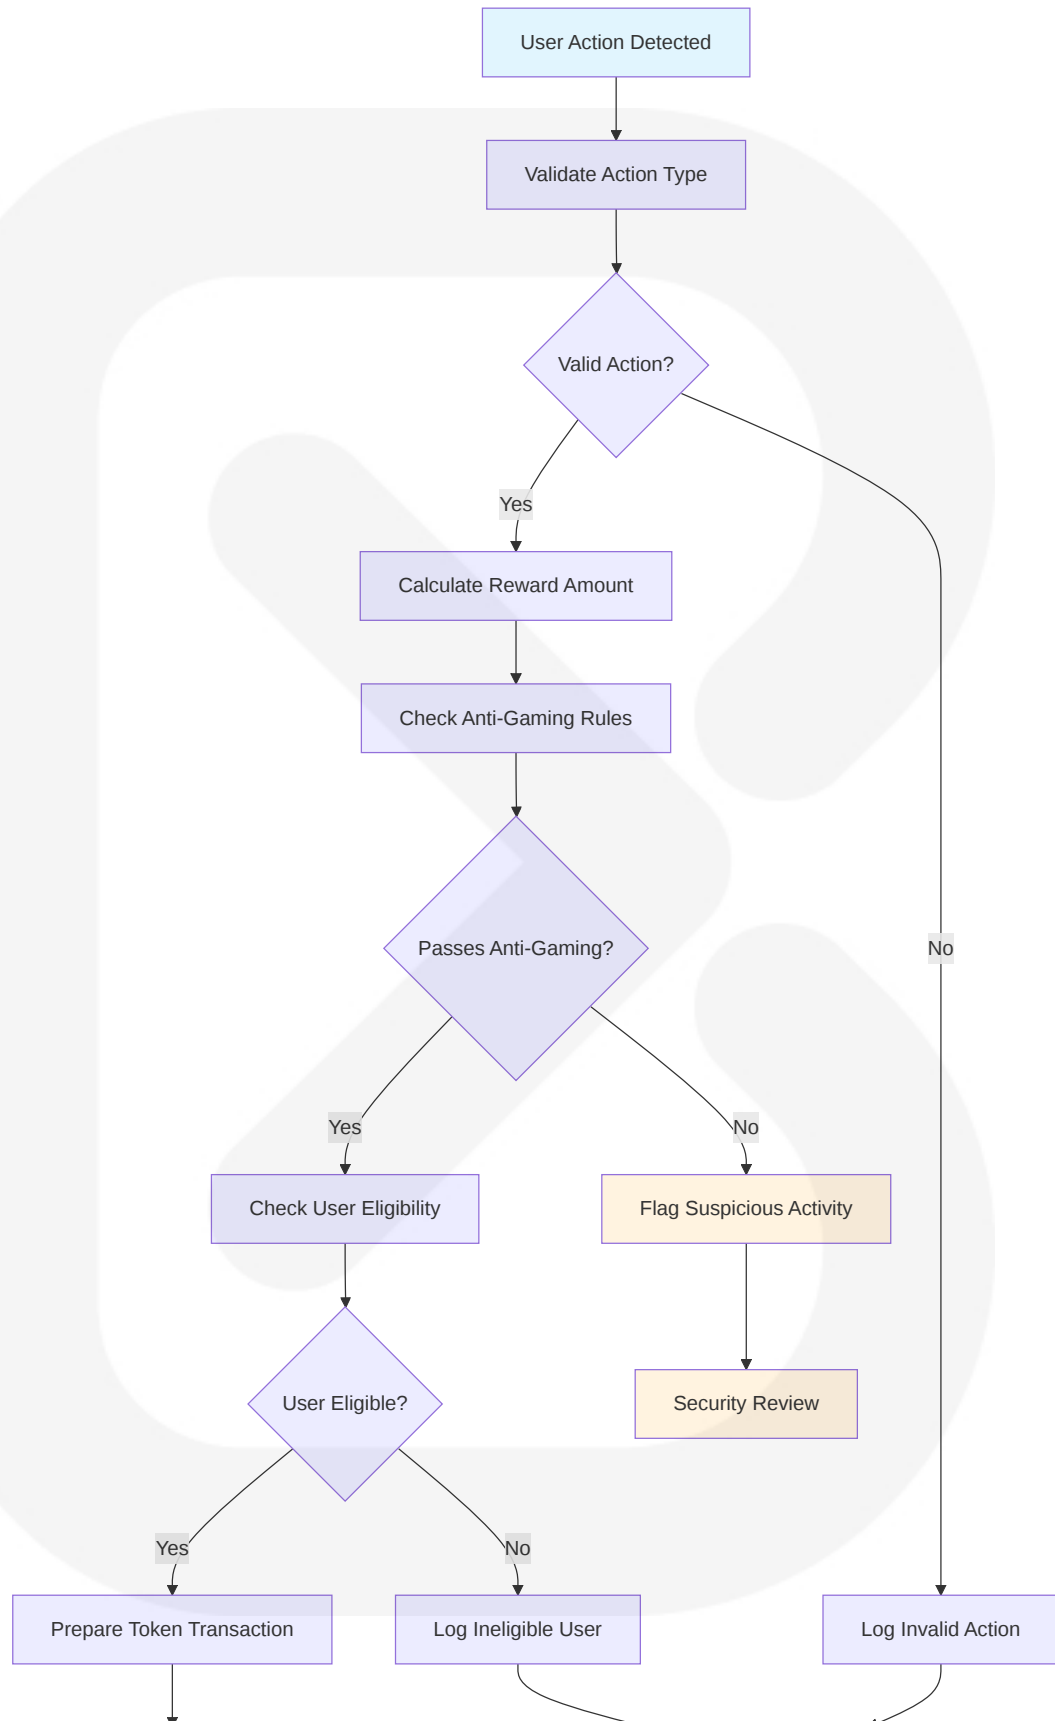 User Action Detected
Validate Action Type
Valid Action?
Yes
Calculate Reward Amount
Check Anti-Gaming Rules
Passes Anti-Gaming?
No
Yes
No
Check User Eligibility
Flag Suspicious Activity
User Eligible?
Security Review
Yes
No
Prepare Token Transaction
Log Ineligible User
Log Invalid Action